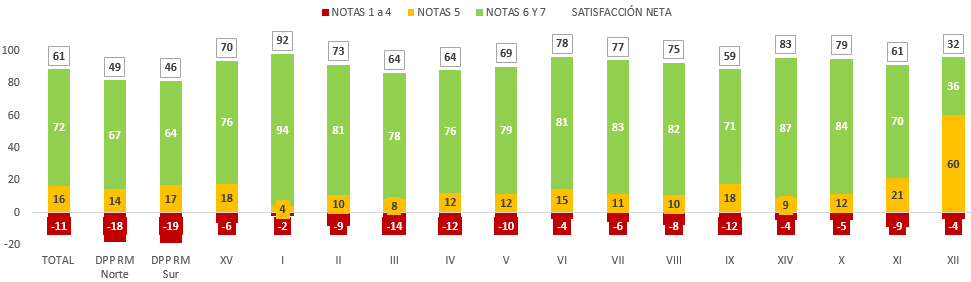 NOTAS 1 a 4 NOTAS 5 NOTAS 6 Y 7 SATISFACCIÓN NETA
61 49 46 70 92 73 64 64 69 78 77 75 59 83 79 61 32
100
80
60
40
20
0
-20
72 67 64 76 94 81 78 76 79 81 83 82 71 87 84 70 36
16 14 17 18 4 10 8 12 12 15 11 10 18 9 12 21 60
-11 -18 -19 -6 -2 -9 -14 -12 -10 -4 -6 -8 -12 -4 -5 -9 -4
TOTAL DPP RM Norte DPP RM Sur XV I II III IV V VI VII VIII IX XIV X XI XII